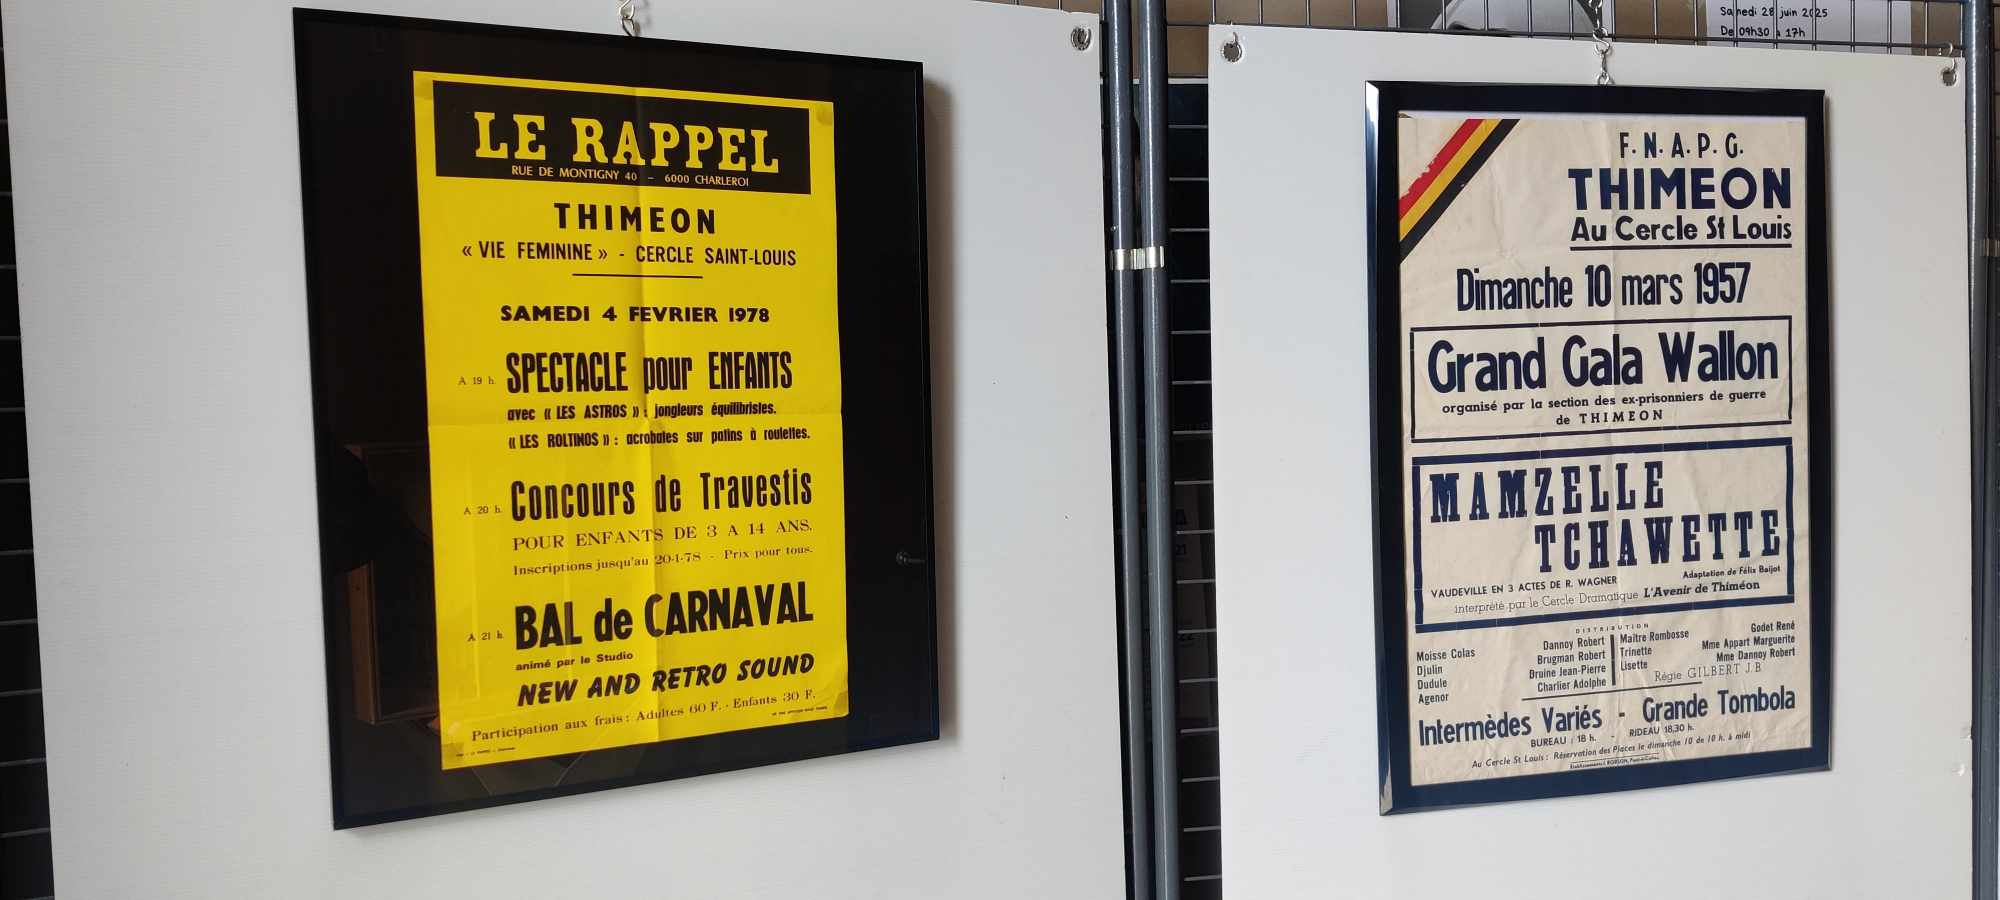 LE RAPPEL
RUE DE MONTIGNY 40 – 6000 CHARLEROI
THIMEON
« VIE FEMININE » - CERCLE SAINT-LOUIS
SAMEDI 4 FEVRIER 1978
A 19 h. SPECTACLE pour ENFANTS
avec « LES ASTROS » : jongleurs équilibristes.
« LES ROLTINOS » : acrobates sur patins à roulettes.
A 20 h. Concours de Travestis
POUR ENFANTS DE 3 A 14 ANS.
Inscriptions jusqu'au 20-1-78 - Prix pour tous.
A 21 h. BAL de CARNAVAL
animé par le Studio
NEW AND RETRO SOUND
Participation aux frais : Adultes 60 F. - Enfants 30 F.
Samedi 28 juin 2025
De 09h30 à 17h
F. N. A. P. G.
THIMEON
Au Cercle St Louis
Dimanche 10 mars 1957
Grand Gala Wallon
organisé par la section des ex-prisonniers de guerre
de THIMEON
MAMZELLE
TCHAWETTE
VAUDEVILLE EN 3 ACTES DE R. WAGNER Adaptation de Félix Baijot
interprété par le Cercle Dramatique L'Avenir de Thiméon
DISTRIBUTION
Moisse Colas Dannoy Robert Maître Rombosse Godet René
Djulin Brugman Robert Trinette Mme Appart Marguerite
Dudule Bruine Jean-Pierre Lisette Mme Dannoy Robert
Agenor Charlier Adolphe Régie GILBERT J. B
Intermèdes Variés - Grande Tombola
BUREAU : 18 h. - RIDEAU 18,30 h.
Au Cercle St Louis : Réservation des Places le dimanche 10 de 10 h. à midi